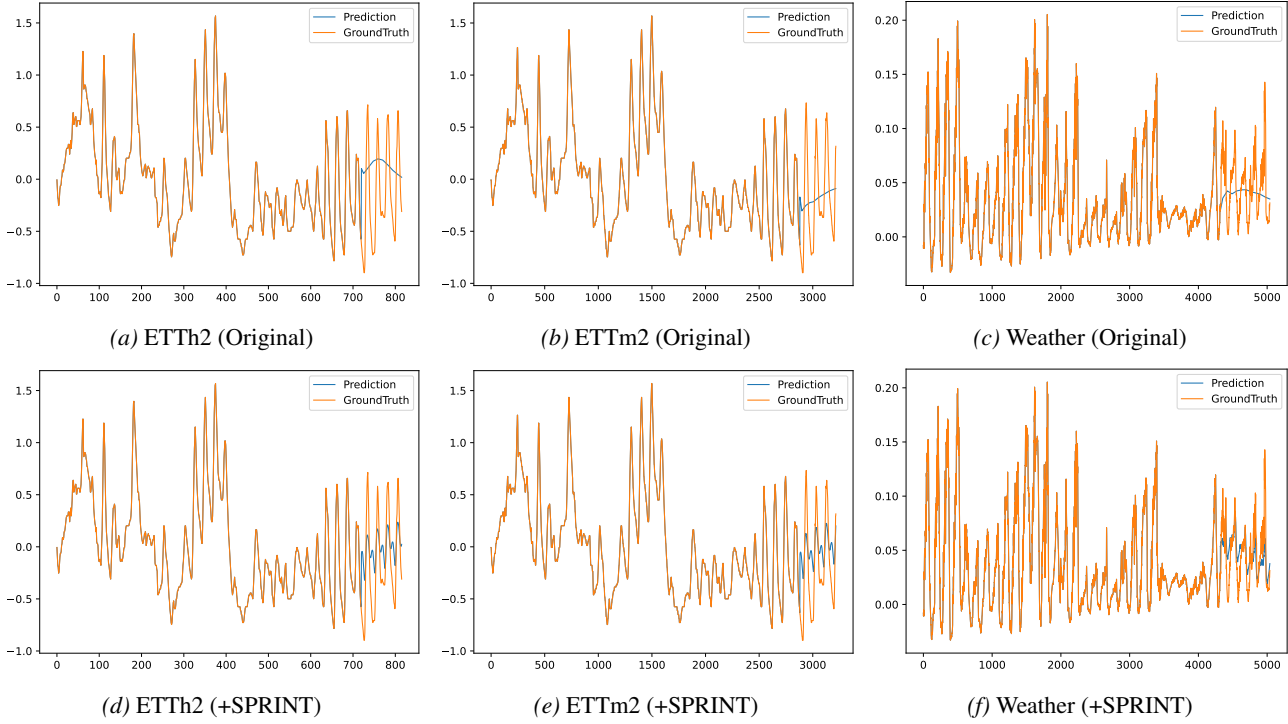 1.5
1.0
0.5
0.0
−0.5
−1.0
0 100 200 300 400 500 600 700 800
Prediction
GroundTruth
(a) ETTh2 (Original)
1.5
1.0
0.5
0.0
−0.5
−1.0
0 500 1000 1500 2000 2500 3000
Prediction
GroundTruth
(b) ETTm2 (Original)
0.20
0.15
0.10
0.05
0.00
0 1000 2000 3000 4000 5000
Prediction
GroundTruth
(c) Weather (Original)
1.5
1.0
0.5
0.0
−0.5
−1.0
0 100 200 300 400 500 600 700 800
Prediction
GroundTruth
(d) ETTh2 (+SPRINT)
1.5
1.0
0.5
0.0
−0.5
−1.0
0 500 1000 1500 2000 2500 3000
Prediction
GroundTruth
(e) ETTm2 (+SPRINT)
0.20
0.15
0.10
0.05
0.00
0 1000 2000 3000 4000 5000
Prediction
GroundTruth
(f) Weather (+SPRINT)